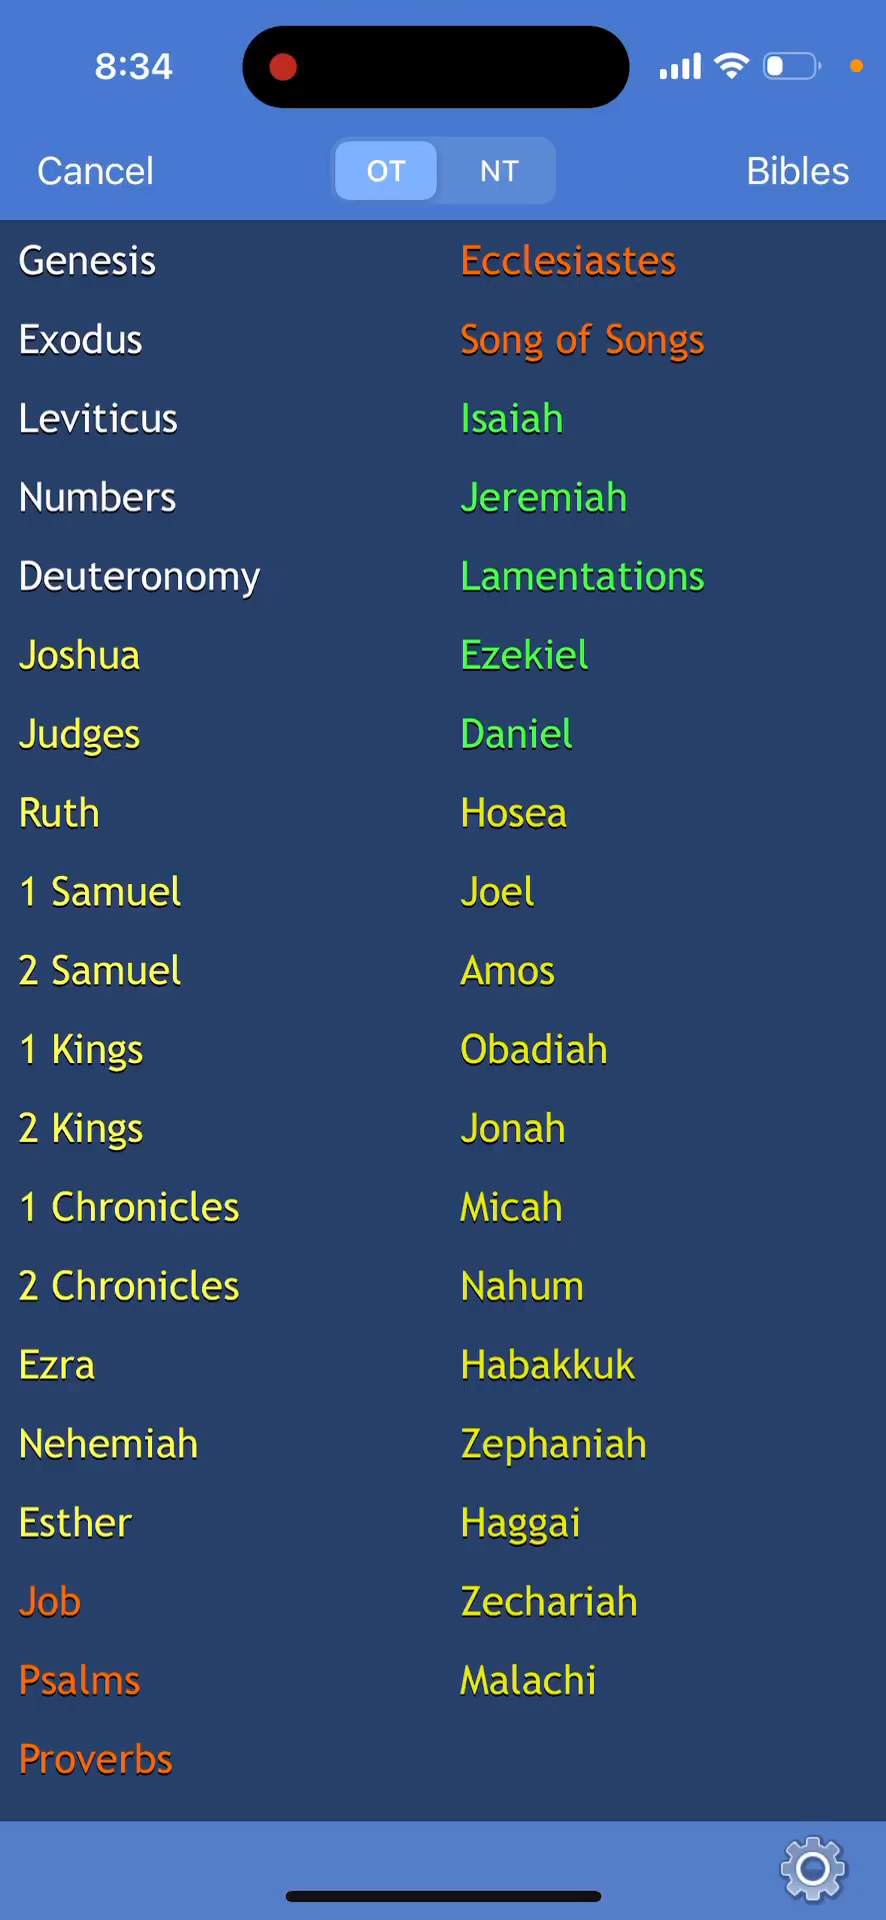 8:34
Cancel
OT
NT
Bibles
Genesis
Exodus
Leviticus
Numbers
Deuteronomy
Joshua
Judges
Ruth
1 Samuel
2 Samuel
1 Kings
2 Kings
1 Chronicles
2 Chronicles
Ezra
Nehemiah
Esther
Job
Psalms
Proverbs
Ecclesiastes
Song of Songs
Isaiah
Jeremiah
Lamentations
Ezekiel
Daniel
Hosea
Joel
Amos
Obadiah
Jonah
Micah
Nahum
Habakkuk
Zephaniah
Haggai
Zechariah
Malachi